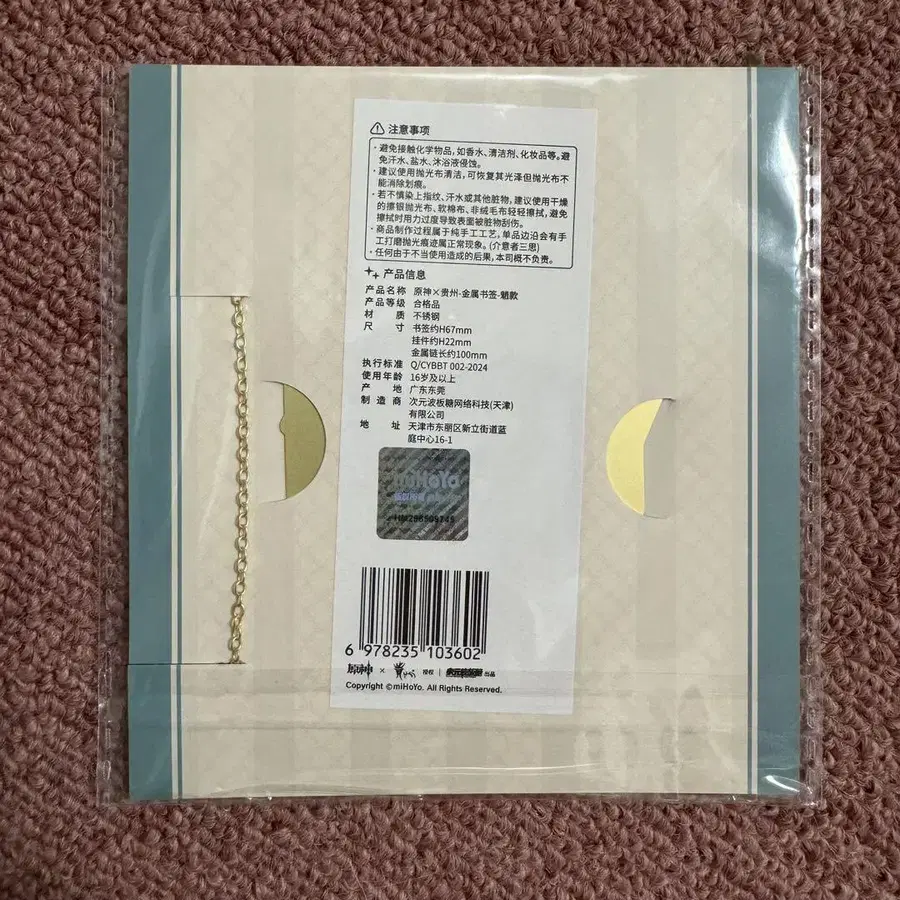 注意事项
· 避免接触化学物品，如香水、清洁剂、化妆品等。避
免汗水、盐水、沐浴液侵蚀。
· 建议使用抛光布清洁，可恢复其光泽但抛光布不
能消除划痕。
· 若不慎染上指纹、汗水或其他脏物，建议使用干燥
的擦银抛光布、软棉布、非绒毛布轻轻擦拭，避免
擦拭时用力过度导致表面被脏物刮伤。
· 商品制作过程属于纯手工工艺，单品边沿会有手
工打磨抛光痕迹属正常现象。(介意者三思)
· 任何由于不当使用造成的后果，本司概不负责。
产品信息
产品名称 原神×贵州-金属书签-魈款
产品等级 合格品
材 质 不锈钢
尺 寸 书签约H67mm
挂件约H22mm
金属链长约100mm
执行标准 Q/CYBBT 002-2024
使用年龄 16岁及以上
产 地 广东东莞
制 造 商 次元波板糖网络科技(天津)
有限公司
地 址 天津市东丽区新立街道蓝
庭中心16-1
miHoYo
6 978235 103602
原神 × 贵州 授权 | 出品
Copyright ©miHoYo. All Rights Reserved.